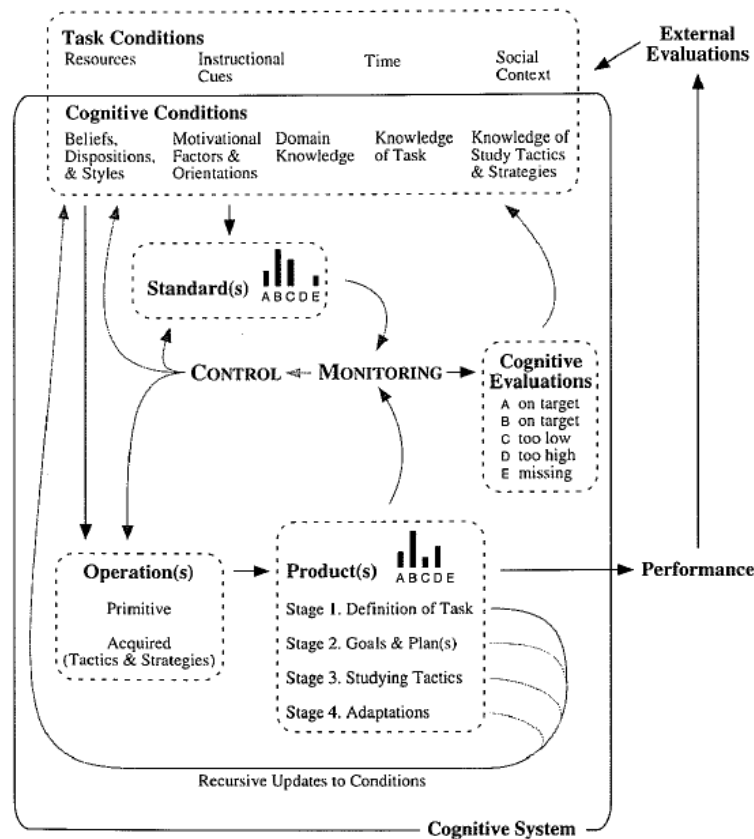 Task Conditions
Resources
Instructional
Cues
Time
Social
Context
External
Evaluations
Cognitive Conditions
Beliefs,
Dispositions,
& Styles
Motivational
Factors &
Orientations
Domain
Knowledge
Knowledge
of Task
Knowledge of
Study Tactics
& Strategies
Standard(s)
A B C D E
CONTROL
MONITORING
Cognitive
Evaluations
A on target
B on target
C too low
D too high
E missing
Operation(s)
Primitive
Acquired
(Tactics & Strategies)
Product(s)
A B C D E
Stage 1. Definition of Task
Stage 2. Goals & Plan(s)
Stage 3. Studying Tactics
Stage 4. Adaptations
Performance
Recursive Updates to Conditions
Cognitive System